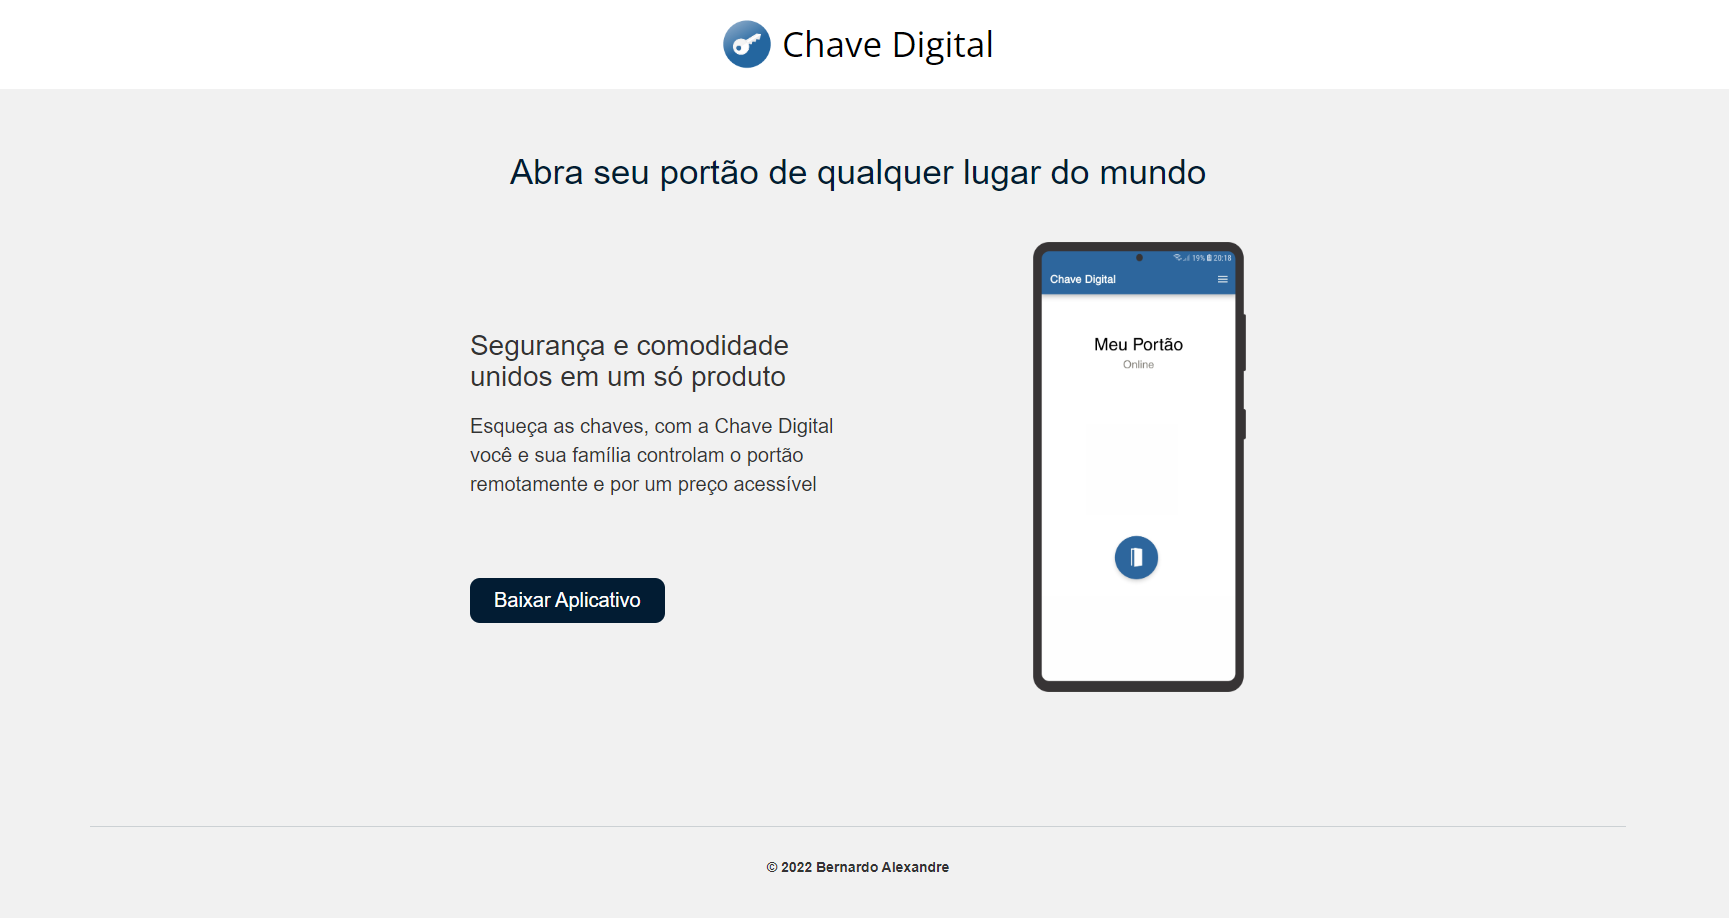 Chave Digital
Abra seu portão de qualquer lugar do mundo
Segurança e comodidade
unidos em um só produto
Esqueça as chaves, com a Chave Digital
você e sua família controlam o portão
remotamente e por um preço acessível
Baixar Aplicativo
19% 20:18
Chave Digital
Meu Portão
Online
© 2022 Bernardo Alexandre